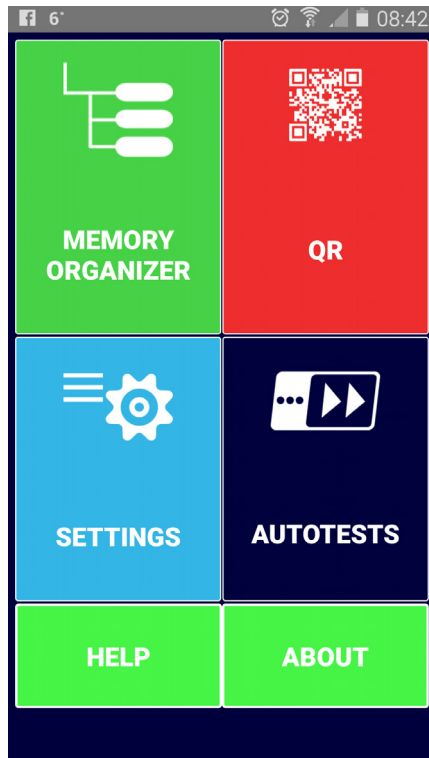 6° 08:42
MEMORY
ORGANIZER
QR
SETTINGS
AUTOTESTS
HELP
ABOUT